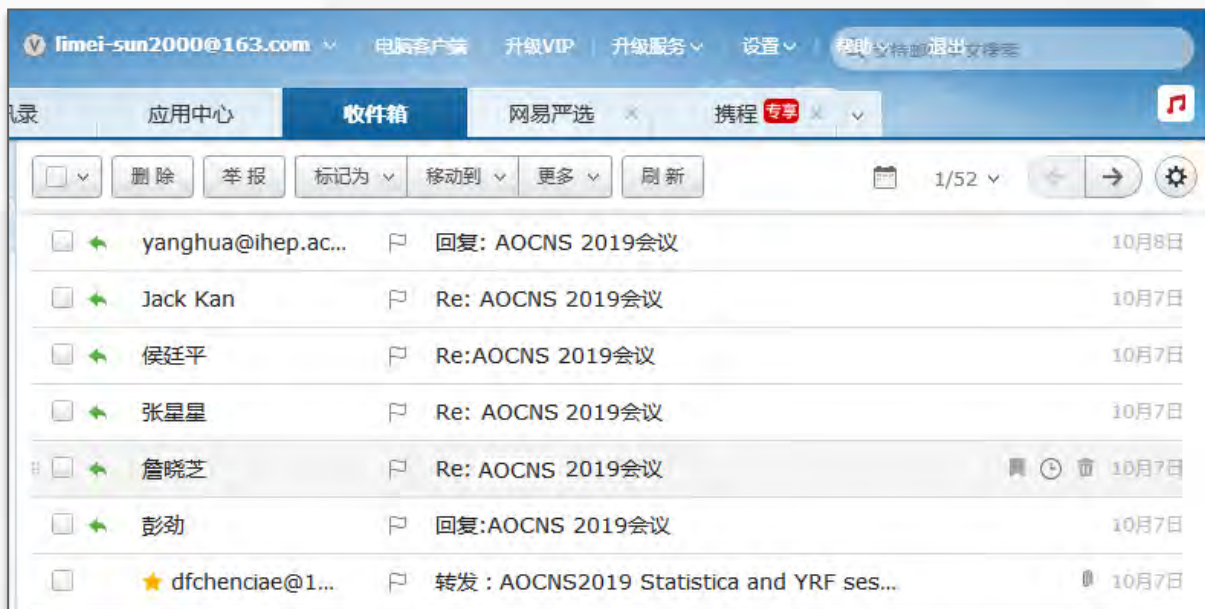 limei-sun2000@163.com 电脑客户端 升级VIP 升级服务 设置 帮助 退出
录 应用中心 收件箱 网易严选 携程 专享
删 除 举 报 标记为 移动到 更多 刷 新 1/52
yanghua@ihep.ac... 回复: AOCNS 2019会议 10月8日
Jack Kan Re: AOCNS 2019会议 10月7日
侯廷平 Re:AOCNS 2019会议 10月7日
张星星 Re: AOCNS 2019会议 10月7日
詹晓芝 Re: AOCNS 2019会议 10月7日
彭劲 回复:AOCNS 2019会议 10月7日
dfchenciae@1... 转发：AOCNS2019 Statistica and YRF ses... 10月7日